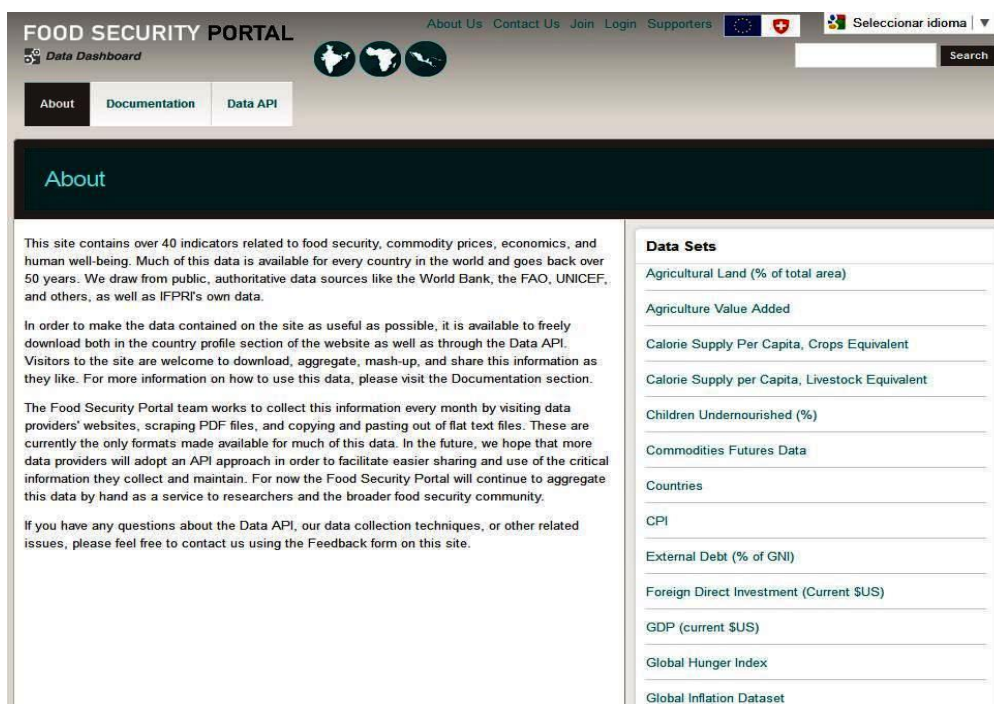 FOOD SECURITY PORTAL
Data Dashboard
About Us Contact Us Join Login Supporters
Seleccionar idioma ▼
Search
About
Documentation
Data API
About
This site contains over 40 indicators related to food security, commodity prices, economics, and
human well-being. Much of this data is available for every country in the world and goes back over
50 years. We draw from public, authoritative data sources like the World Bank, the FAO, UNICEF,
and others, as well as IFPRI's own data.
In order to make the data contained on the site as useful as possible, it is available to freely
download both in the country profile section of the website as well as through the Data API.
Visitors to the site are welcome to download, aggregate, mash-up, and share this information as
they like. For more information on how to use this data, please visit the Documentation section.
The Food Security Portal team works to collect this information every month by visiting data
providers' websites, scraping PDF files, and copying and pasting out of flat text files. These are
currently the only formats made available for much of this data. In the future, we hope that more
data providers will adopt an API approach in order to facilitate easier sharing and use of the critical
information they collect and maintain. For now the Food Security Portal will continue to aggregate
this data by hand as a service to researchers and the broader food security community.
If you have any questions about the Data API, our data collection techniques, or other related
issues, please feel free to contact us using the Feedback form on this site.
Data Sets
Agricultural Land (% of total area)
Agriculture Value Added
Calorie Supply Per Capita, Crops Equivalent
Calorie Supply per Capita, Livestock Equivalent
Children Undernourished (%)
Commodities Futures Data
Countries
CPI
External Debt (% of GNI)
Foreign Direct Investment (Current $US)
GDP (current $US)
Global Hunger Index
Global Inflation Dataset